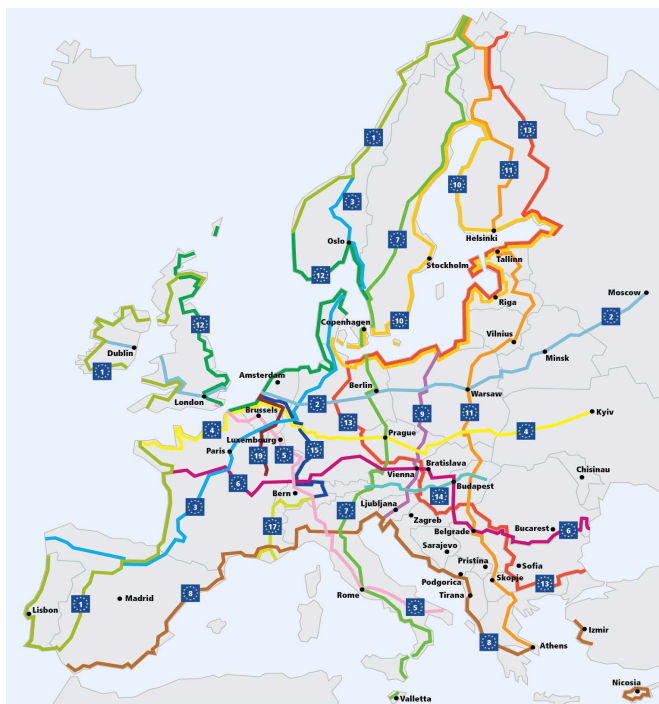 13
1
11
10
3
Oslo
7
Helsinki
12
Tallinn
Stockholm
Moscow
Riga
10
2
12
Copenhagen
Vilnius
Dublin
Minsk
1
Amsterdam
Berlin
Warsaw
London
2
9
11
Kyiv
Brussels
4
13
Prague
4
Luxembourg
Paris
19
5
15
Vienna
Bratislava
Chisinau
6
Budapest
Bern
14
3
7
Ljubljana
Zagreb
17
Belgrade
Bucarest
6
Sarajevo
Pristina
Sofia
Podgorica
Skopje
13
8
Madrid
Rome
Tirana
1
Lisbon
5
Izmir
8
Athens
Nicosia
Valletta